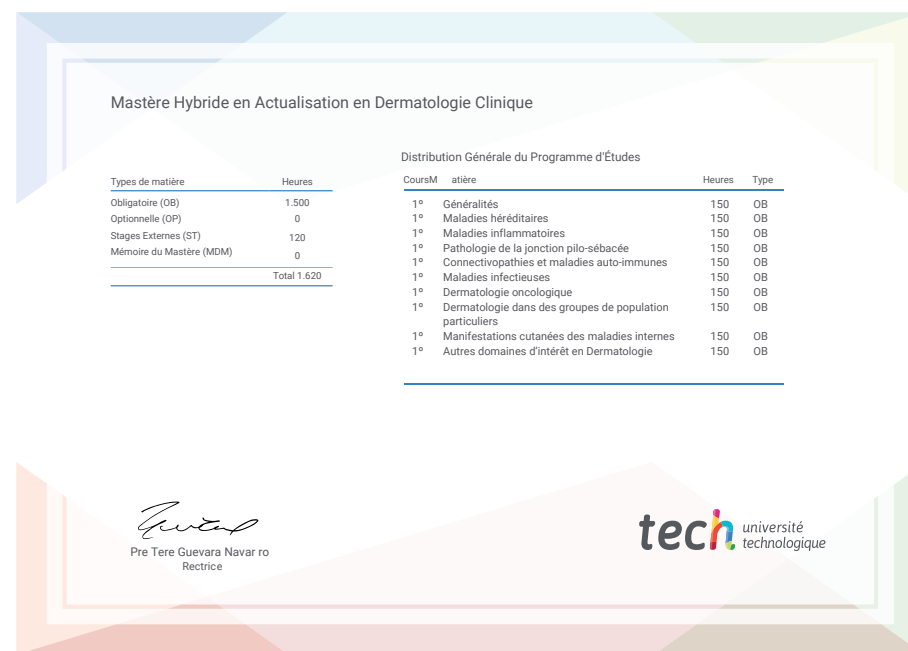 Mastère Hybride en Actualisation en Dermatologie Clinique
Types de matière Heures
Obligatoire (OB) 1.500
Optionnelle (OP) 0
Stages Externes (ST) 120
Mémoire du Mastère (MDM) 0
Total 1.620
Distribution Générale du Programme d'Études
CoursM atière Heures Type
1º Généralités 150 OB
1º Maladies héréditaires 150 OB
1º Maladies inflammatoires 150 OB
1º Pathologie de la jonction pilo-sébacée 150 OB
1º Connectivopathies et maladies auto-immunes 150 OB
1º Maladies infectieuses 150 OB
1º Dermatologie oncologique 150 OB
1º Dermatologie dans des groupes de population 150 OB
particuliers
1º Manifestations cutanées des maladies internes 150 OB
1º Autres domaines d'intérêt en Dermatologie 150 OB
Pre Tere Guevara Navar ro
Rectrice
tech université
technologique